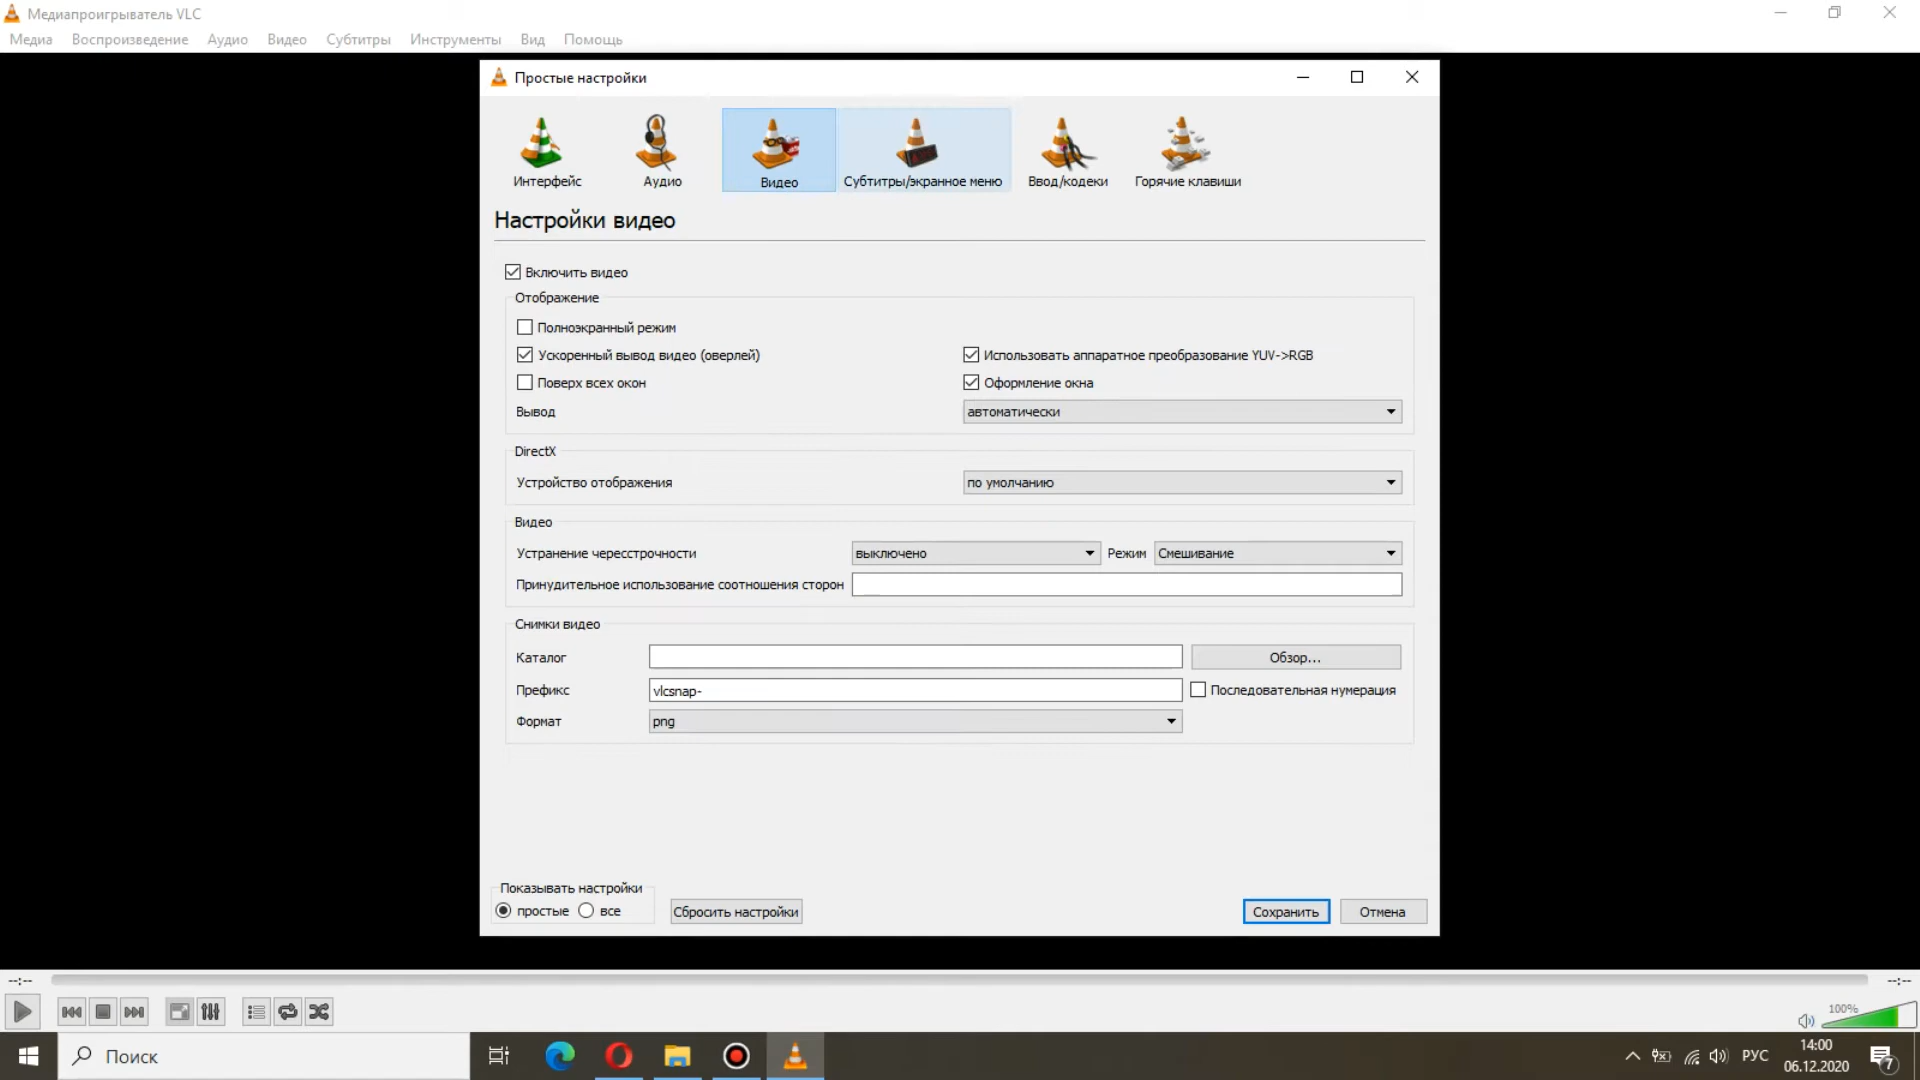 Медиапроигрыватель VLC
Медиа Воспроизведение Аудио Видео Субтитры Инструменты Вид Помощь
Простые настройки
Интерфейс Аудио Видео Субтитры/экранное меню Ввод/кодеки Горячие клавиши
Настройки видео
Включить видео
Отображение
Полноэкранный режим
Ускоренный вывод видео (оверлей) Использовать аппаратное преобразование YUV->RGB
Поверх всех окон Оформление окна
Вывод автоматически
DirectX
Устройство отображения по умолчанию
Видео
Устранение чересстрочности выключено Режим Смешивание
Принудительное использование соотношения сторон
Снимки видео
Каталог Обзор...
Префикс vlcsnap- Последовательная нумерация
Формат png
Показывать настройки
простые все Сбросить настройки Сохранить Отмена
--:-- --:--
100%
Поиск РУС 14:00
06.12.2020 7